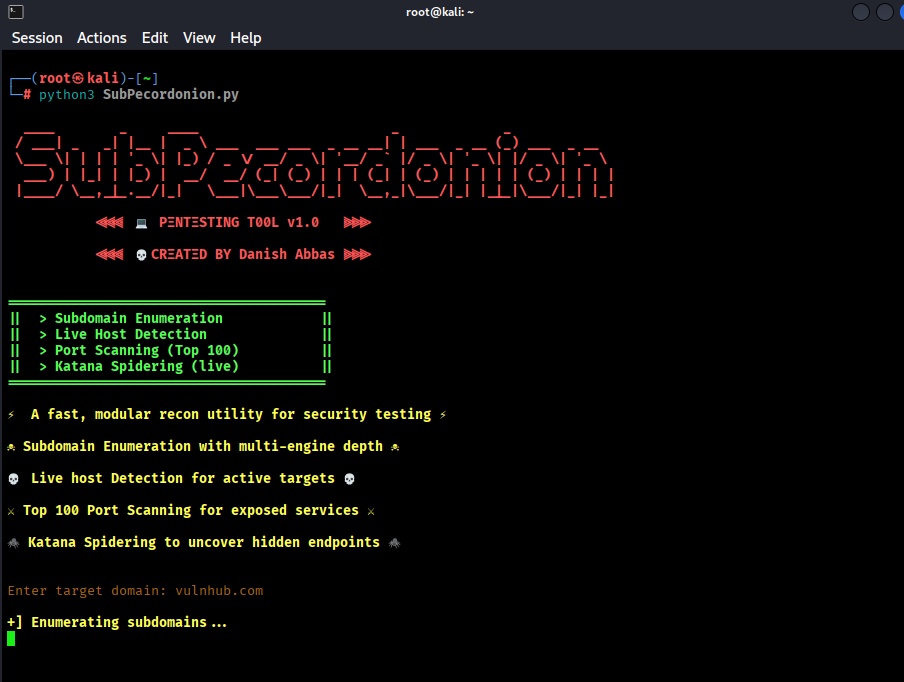 root@kali: ~
Session Actions Edit View Help
┌──(root㉿kali)-[~]
└─# python3 SubPecordonion.py
SubPecordonion
⋘⋘ 💻 PΞNTΞSTING T00L v1.0 ⋙⋙
⋘⋘ 💀CRΞATΞD BY Danish Abbas ⋙⋙
|| > Subdomain Enumeration ||
|| > Live Host Detection ||
|| > Port Scanning (Top 100) ||
|| > Katana Spidering (live) ||
⚡ A fast, modular recon utility for security testing ⚡
☠ Subdomain Enumeration with multi-engine depth ☠
💀 Live host Detection for active targets 💀
⚔ Top 100 Port Scanning for exposed services ⚔
🕷 Katana Spidering to uncover hidden endpoints 🕷
Enter target domain: vulnhub.com
+] Enumerating subdomains...